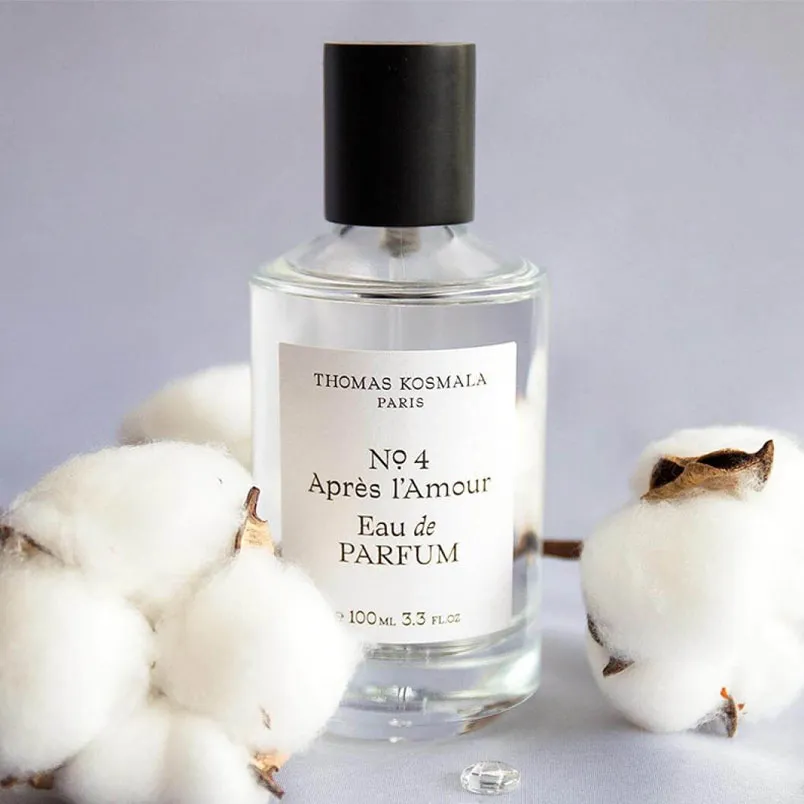 THOMAS KOSMALA
PARIS
Nº 4
Après l'Amour
Eau de
PARFUM
℮ 100ML 3.3 FL.OZ